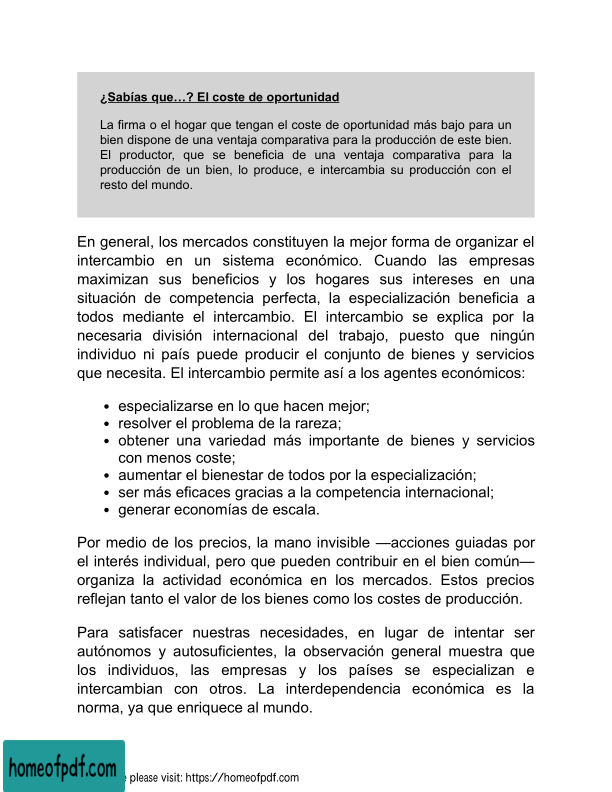 ¿Sabías que…? El coste de oportunidad
La firma o el hogar que tengan el coste de oportunidad más bajo para un
bien dispone de una ventaja comparativa para la producción de este bien.
El productor, que se beneficia de una ventaja comparativa para la
producción de un bien, lo produce, e intercambia su producción con el
resto del mundo.
En general, los mercados constituyen la mejor forma de organizar el
intercambio en un sistema económico. Cuando las empresas
maximizan sus beneficios y los hogares sus intereses en una
situación de competencia perfecta, la especialización beneficia a
todos mediante el intercambio. El intercambio se explica por la
necesaria división internacional del trabajo, puesto que ningún
individuo ni país puede producir el conjunto de bienes y servicios
que necesita. El intercambio permite así a los agentes económicos:
• especializarse en lo que hacen mejor;
• resolver el problema de la rareza;
• obtener una variedad más importante de bienes y servicios
con menos coste;
• aumentar el bienestar de todos por la especialización;
• ser más eficaces gracias a la competencia internacional;
• generar economías de escala.
Por medio de los precios, la mano invisible —acciones guiadas por
el interés individual, pero que pueden contribuir en el bien común—
organiza la actividad económica en los mercados. Estos precios
reflejan tanto el valor de los bienes como los costes de producción.
Para satisfacer nuestras necesidades, en lugar de intentar ser
autónomos y autosuficientes, la observación general muestra que
los individuos, las empresas y los países se especializan e
intercambian con otros. La interdependencia económica es la
norma, ya que enriquece al mundo.
homeofpdf.com
please visit: https://homeofpdf.com